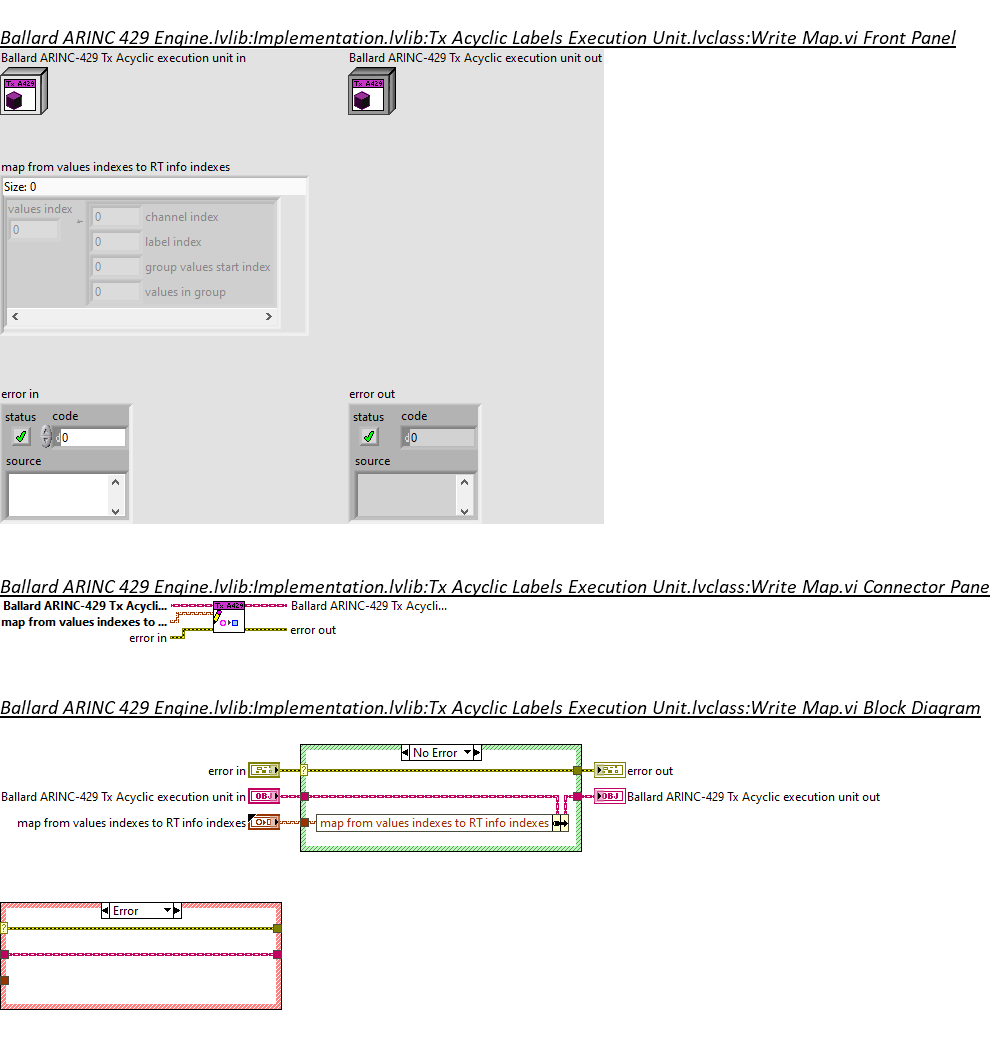 Ballard ARINC 429 Engine.lvlib:Implementation.lvlib:Tx Acyclic Labels Execution Unit.lvclass:Write Map.vi Front Panel
Ballard ARINC-429 Tx Acyclic execution unit in
Ballard ARINC-429 Tx Acyclic execution unit out
Tx A429
Tx A429
map from values indexes to RT info indexes
Size: 0
values index
0
0 channel index
0 label index
0 group values start index
0 values in group
error in
error out
status code
status code
d 0
d 0
source
source
Ballard ARINC 429 Engine.lvlib:Implementation.lvlib:Tx Acyclic Labels Execution Unit.lvclass:Write Map.vi Connector Pane
Ballard ARINC-429 Tx Acycli...
Tx A429
Ballard ARINC-429 Tx Acycli...
map from values indexes to ...
error in
error out
Ballard ARINC 429 Engine.lvlib:Implementation.lvlib:Tx Acyclic Labels Execution Unit.lvclass:Write Map.vi Block Diagram
No Error
error in
?
error out
Ballard ARINC-429 Tx Acyclic execution unit in
OBJ
OBJ
Ballard ARINC-429 Tx Acyclic execution unit out
map from values indexes to RT info indexes
map from values indexes to RT info indexes
Error
?